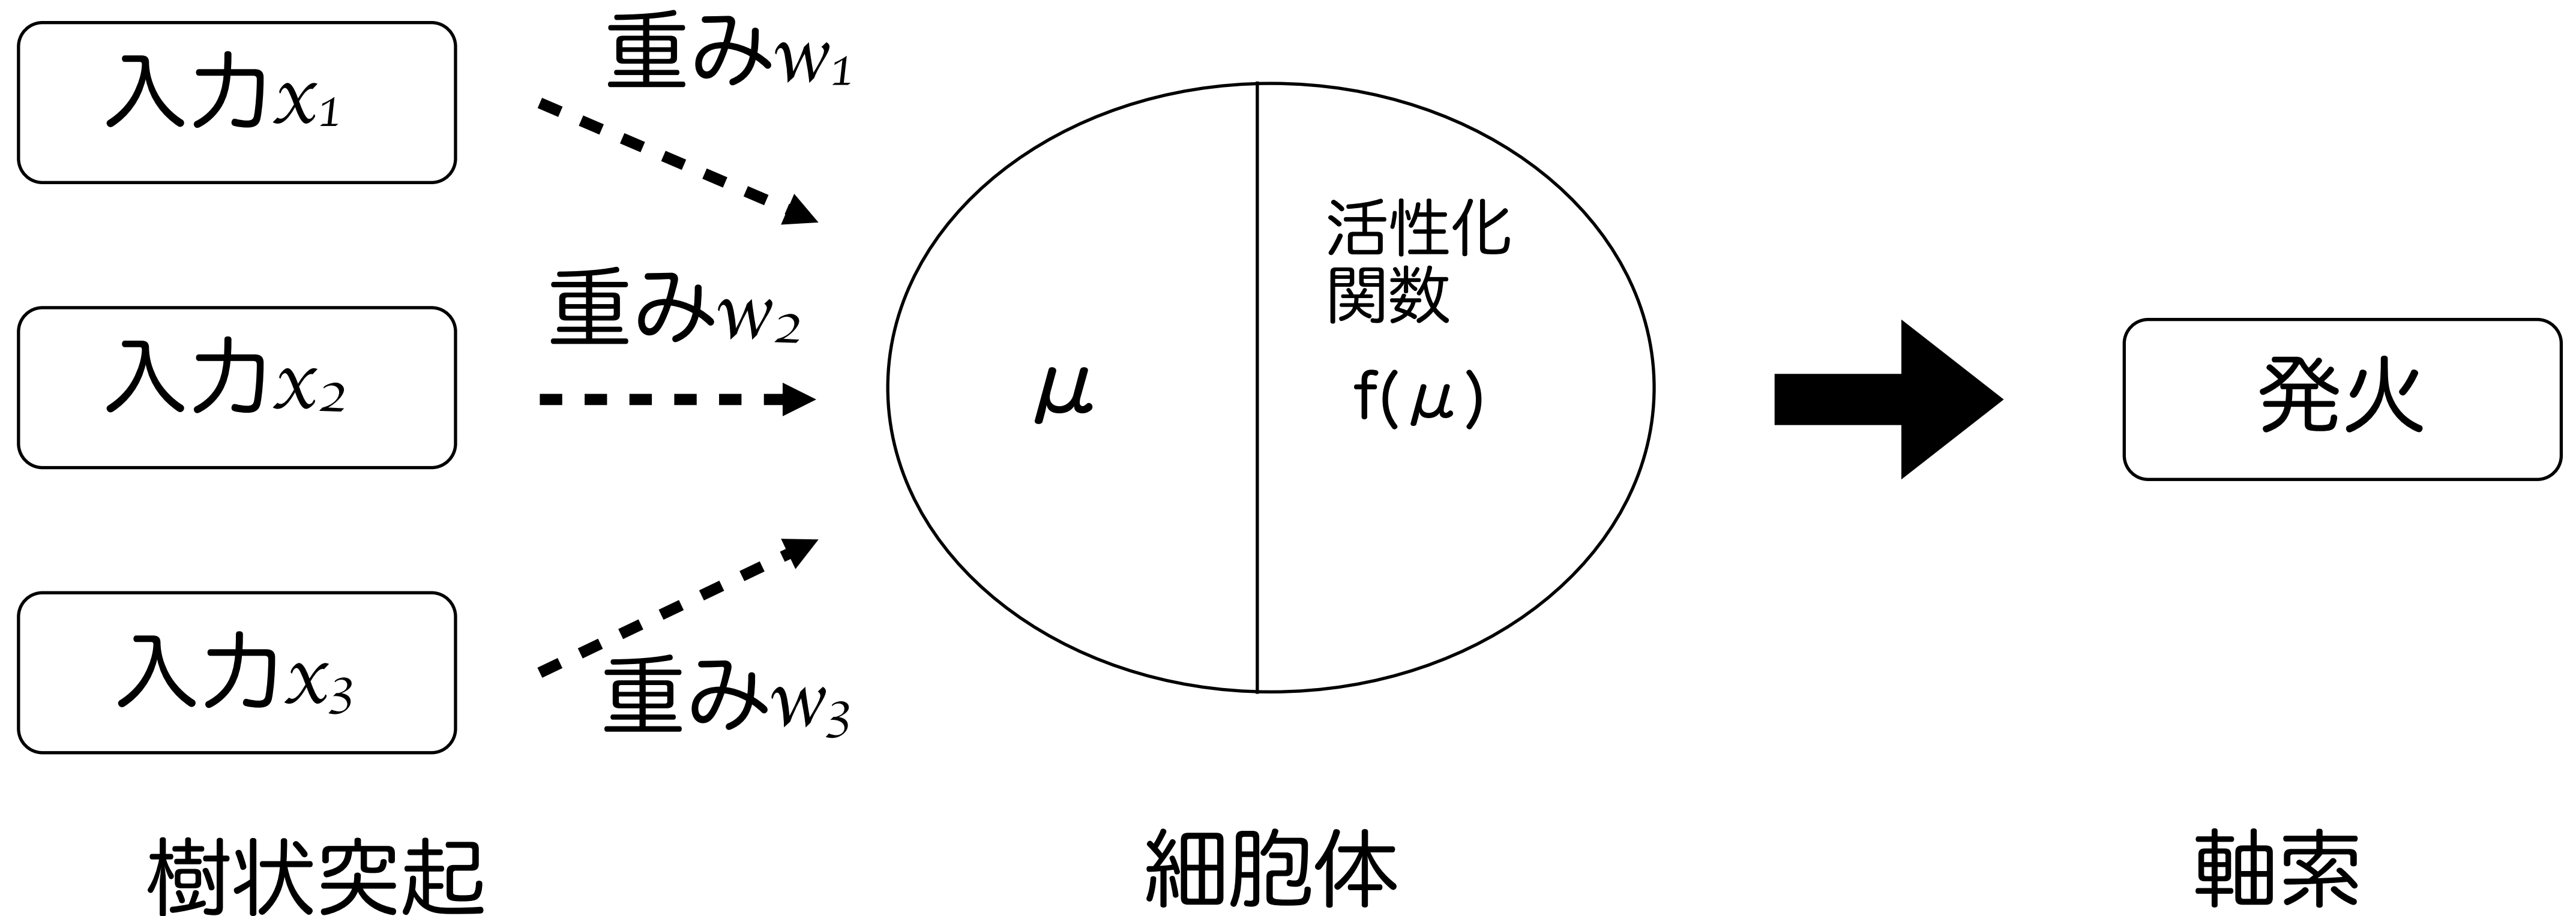 入力x₁
重みw₁
入力x₂
重みw₂
入力x₃
重みw₃
μ
活性化
関数
f(μ)
発火
樹状突起
細胞体
軸索